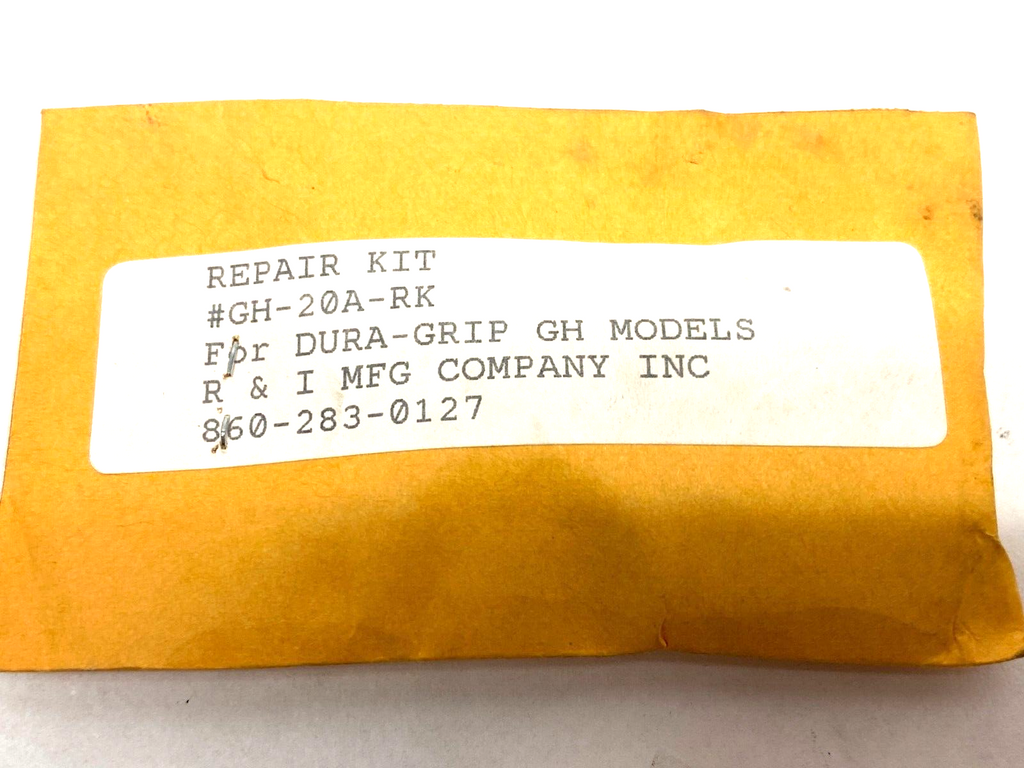 REPAIR KIT
#GH-20A-RK
For DURA-GRIP GH MODELS
R & I MFG COMPANY INC
860-283-0127